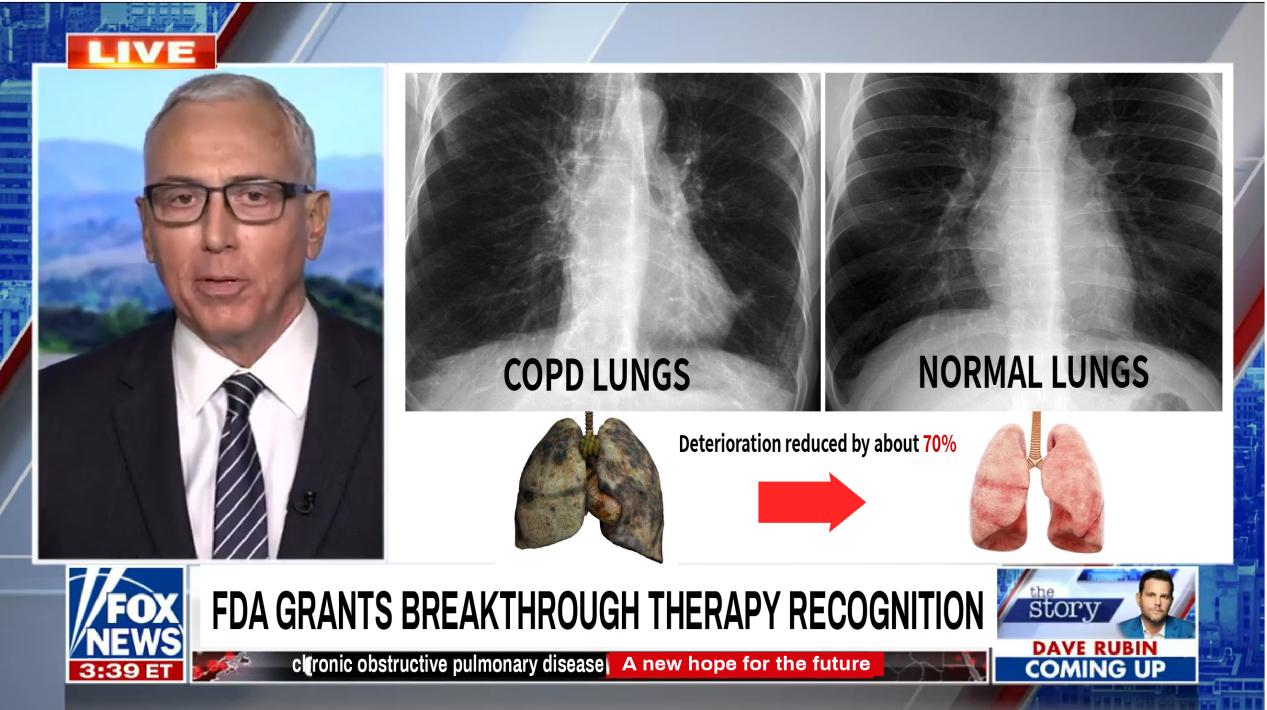 LIVE
COPD LUNGS
NORMAL LUNGS
Deterioration reduced by about 70%
FOX
NEWS
3:39 ET
FDA GRANTS BREAKTHROUGH THERAPY RECOGNITION
chronic obstructive pulmonary disease A new hope for the future
the
story
DAVE RUBIN
COMING UP